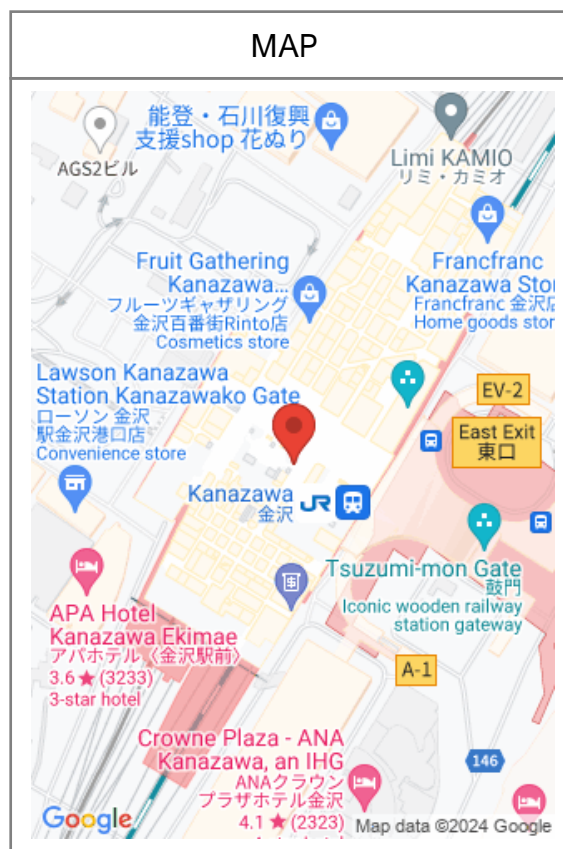 MAP
能登・石川復興
支援shop 花ぬり
AGS2ビル
Limi KAMIO
リミ・カミオ
Fruit Gathering
Kanazawa...
フルーツギャザリング
金沢百番街Rinto店
Cosmetics store
Francfranc
Kanazawa Stor
Francfranc 金沢店
Home goods stor
Lawson Kanazawa
Station Kanazawako Gate
ローソン 金沢
駅金沢港口店
Convenience store
EV-2
East Exit
東口
Kanazawa
金沢
JR
Tsuzumi-mon Gate
鼓門
Iconic wooden railway
station gateway
APA Hotel
Kanazawa Ekimae
アパホテル〈金沢駅前〉
3.6★(3233)
3-star hotel
A-1
Crowne Plaza - ANA
Kanazawa, an IHG
ANAクラウン
プラザホテル金沢
4.1★(2323)
146
Google
Map data ©2024 Google